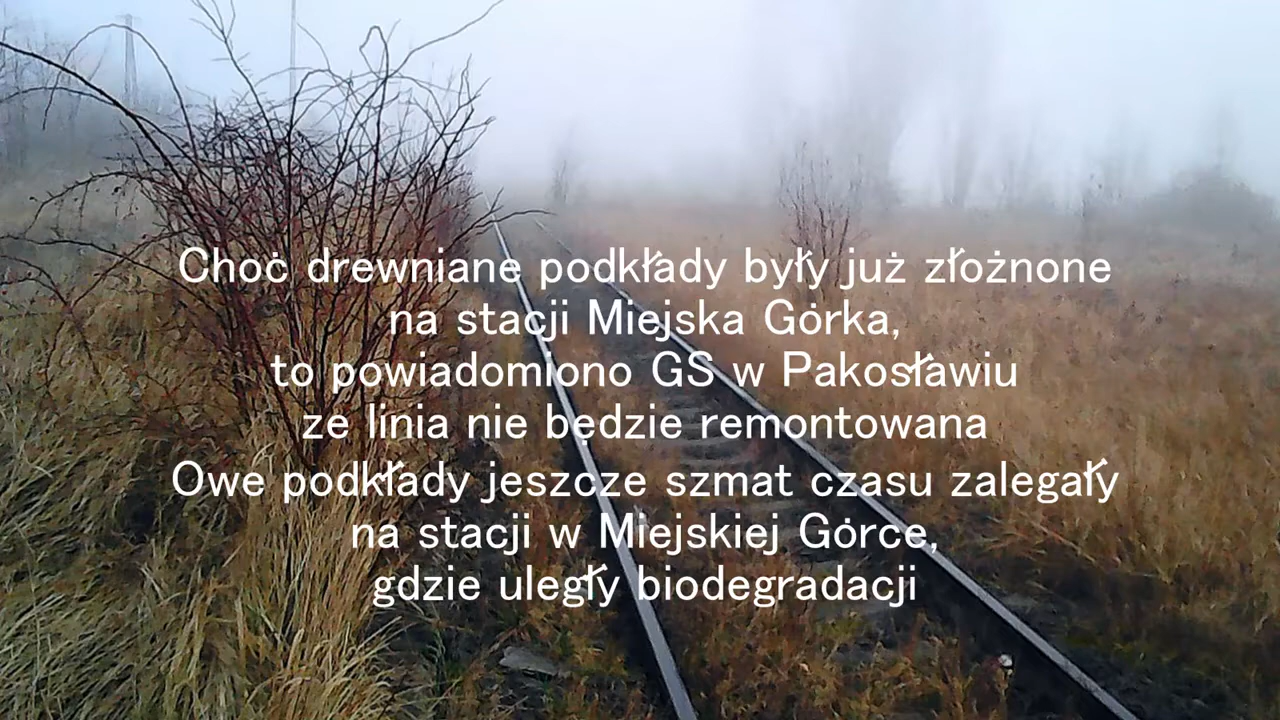 Choć drewniane podkłady były już złożnone
na stacji Miejska Górka,
to powiadomiono GS w Pakosławiu
ze linia nie będzie remontowana
Owe podkłady jeszcze szmat czasu zalegały
na stacji w Miejskiej Górce,
gdzie uległy biodegradacji